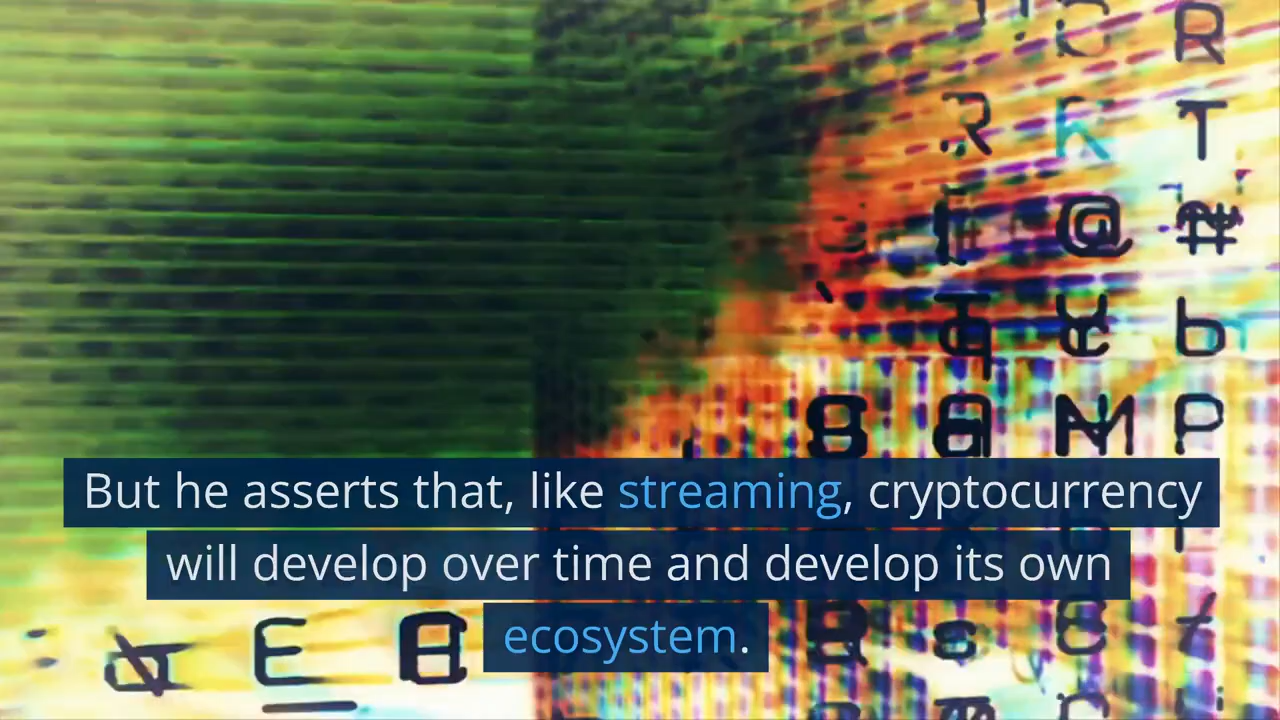 R
T
@
b
P
But he asserts that, like streaming, cryptocurrency
will develop over time and develop its own
ecosystem.
E